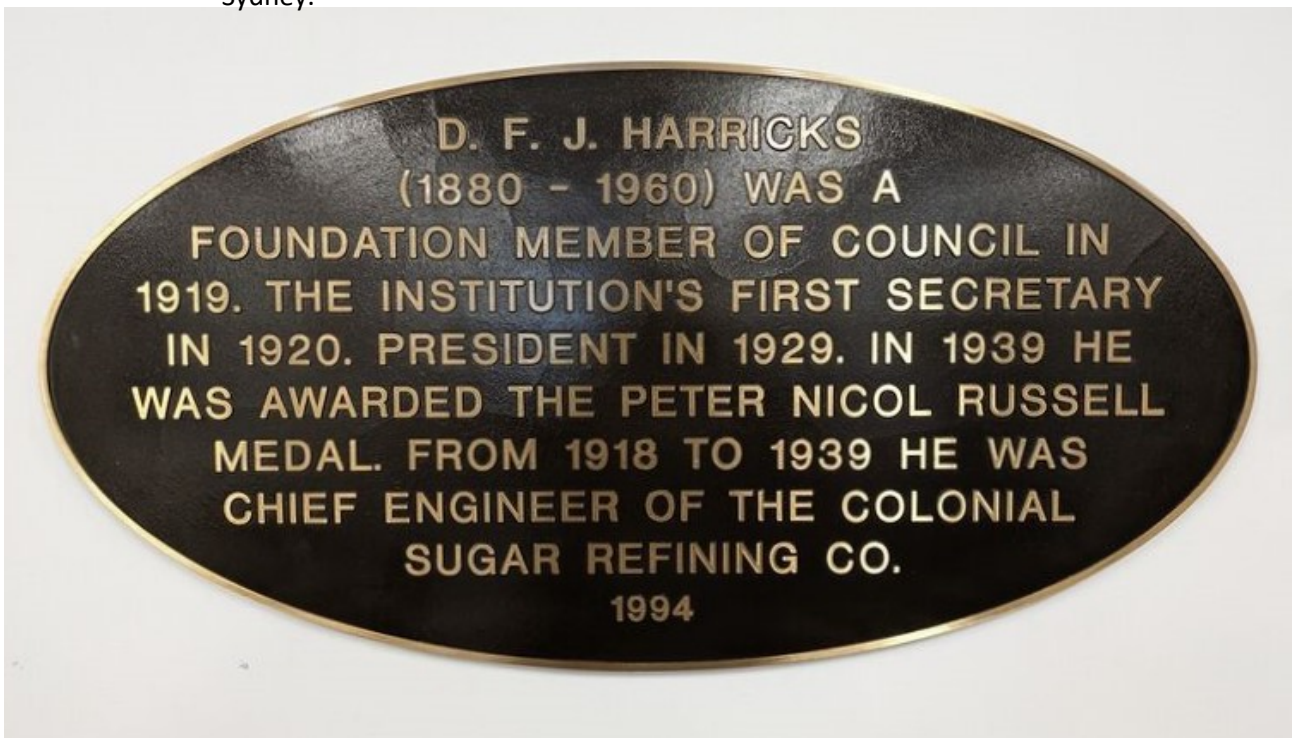 Sydney.
D. F. J. HARRICKS
(1880 - 1960) WAS A
FOUNDATION MEMBER OF COUNCIL IN
1919. THE INSTITUTION'S FIRST SECRETARY
IN 1920. PRESIDENT IN 1929. IN 1939 HE
WAS AWARDED THE PETER NICOL RUSSELL
MEDAL. FROM 1918 TO 1939 HE WAS
CHIEF ENGINEER OF THE COLONIAL
SUGAR REFINING CO.
1994